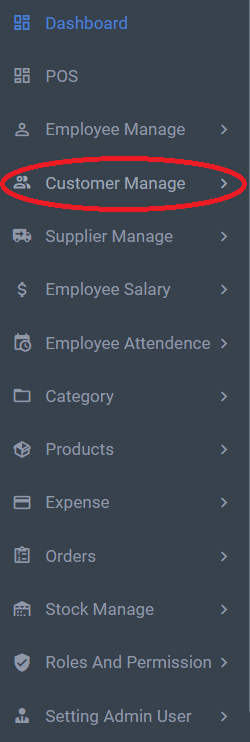 Dashboard
POS
Employee Manage
Customer Manage
Supplier Manage
Employee Salary
Employee Attendence
Category
Products
Expense
Orders
Stock Manage
Roles And Permission
Setting Admin User